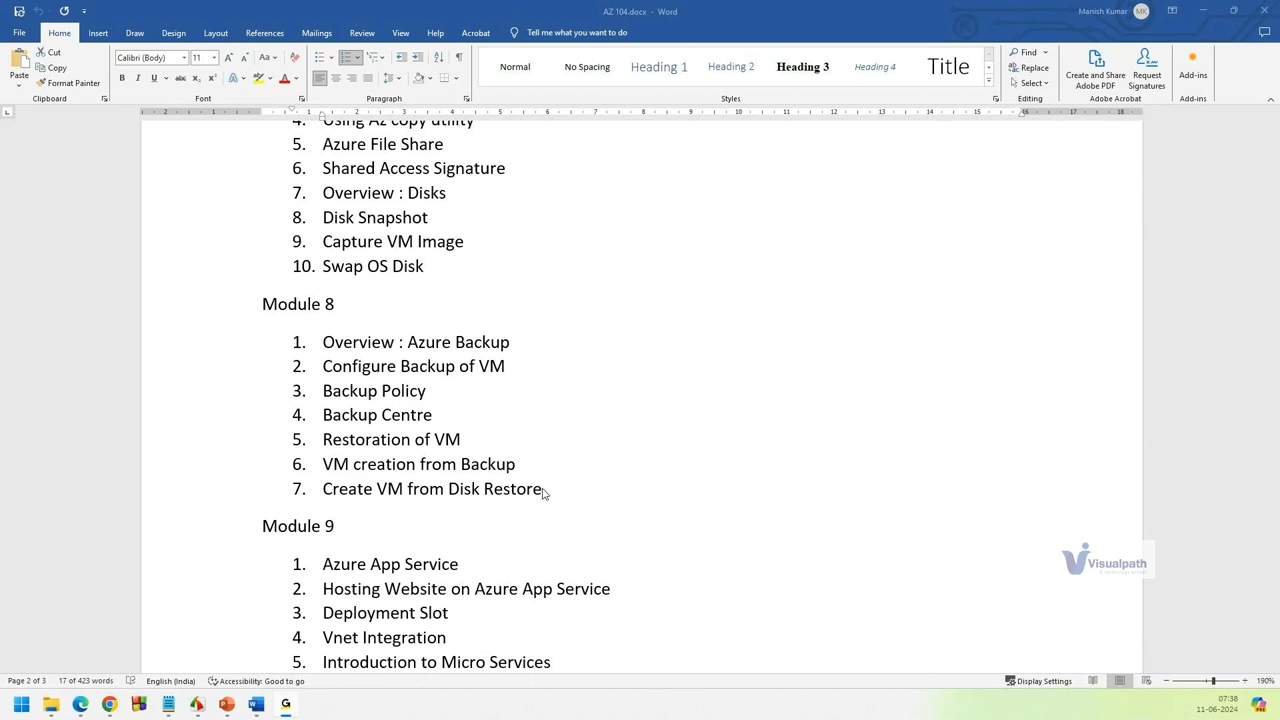 AZ 104.docx - Word
Manish Kumar MK
File Home Insert Draw Design Layout References Mailings Review View Help Acrobat Tell me what you want to do
Paste
Cut
Copy
Format Painter
Clipboard
Calibri (Body) 11
Font
Paragraph
Normal No Spacing Heading 1 Heading 2 Heading 3 Heading 4 Title
Styles
Find
Replace
Select
Editing
Create and Share Adobe PDF
Request Signatures
Adobe Acrobat
Add-ins
Add-ins
4. Using Az copy utility
5. Azure File Share
6. Shared Access Signature
7. Overview : Disks
8. Disk Snapshot
9. Capture VM Image
10. Swap OS Disk
Module 8
1. Overview : Azure Backup
2. Configure Backup of VM
3. Backup Policy
4. Backup Centre
5. Restoration of VM
6. VM creation from Backup
7. Create VM from Disk Restore
Module 9
1. Azure App Service
2. Hosting Website on Azure App Service
3. Deployment Slot
4. Vnet Integration
5. Introduction to Micro Services
Visualpath
Page 2 of 3 17 of 423 words English (India) Accessibility: Good to go Display Settings 190%
07:38
11-06-2024